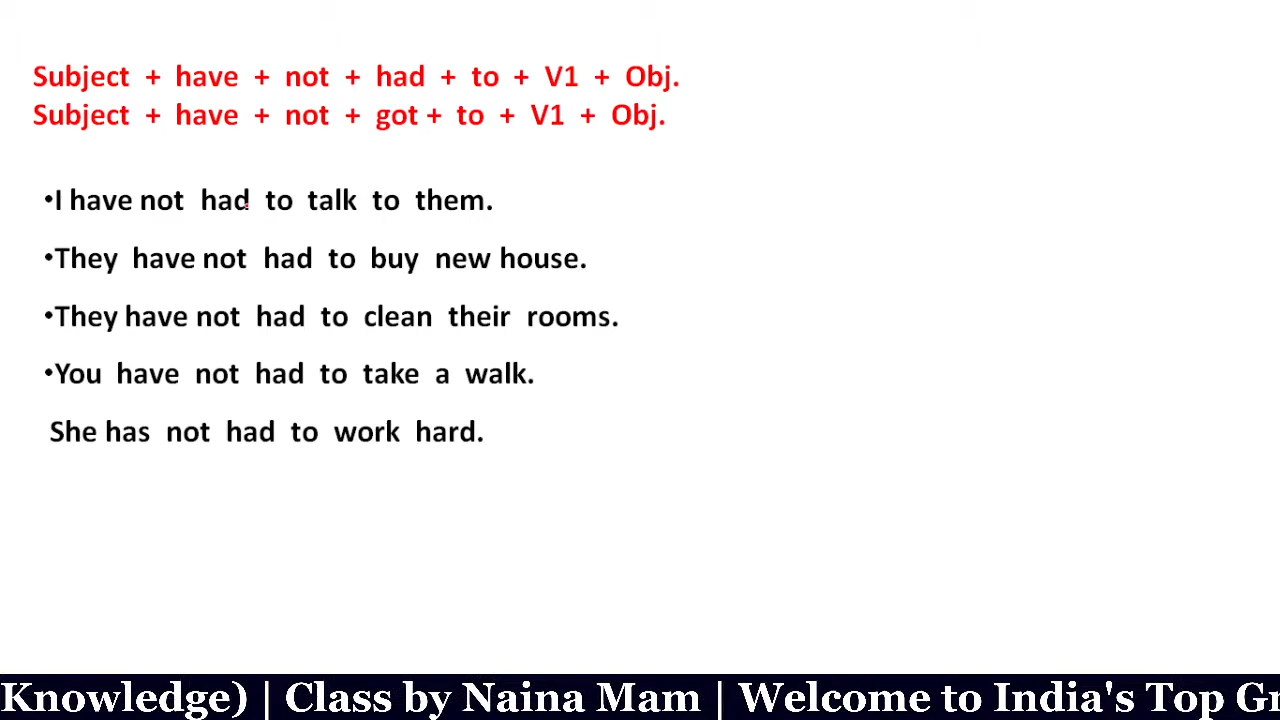 Subject + have + not + had + to + V1 + Obj.
Subject + have + not + got + to + V1 + Obj.
•I have not had to talk to them.
•They have not had to buy new house.
•They have not had to clean their rooms.
•You have not had to take a walk.
She has not had to work hard.
Knowledge) | Class by Naina Mam | Welcome to India's Top Gr